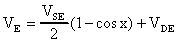 V_E = \frac{V_{SE}}{2}(1-cos x)+V_{DE}